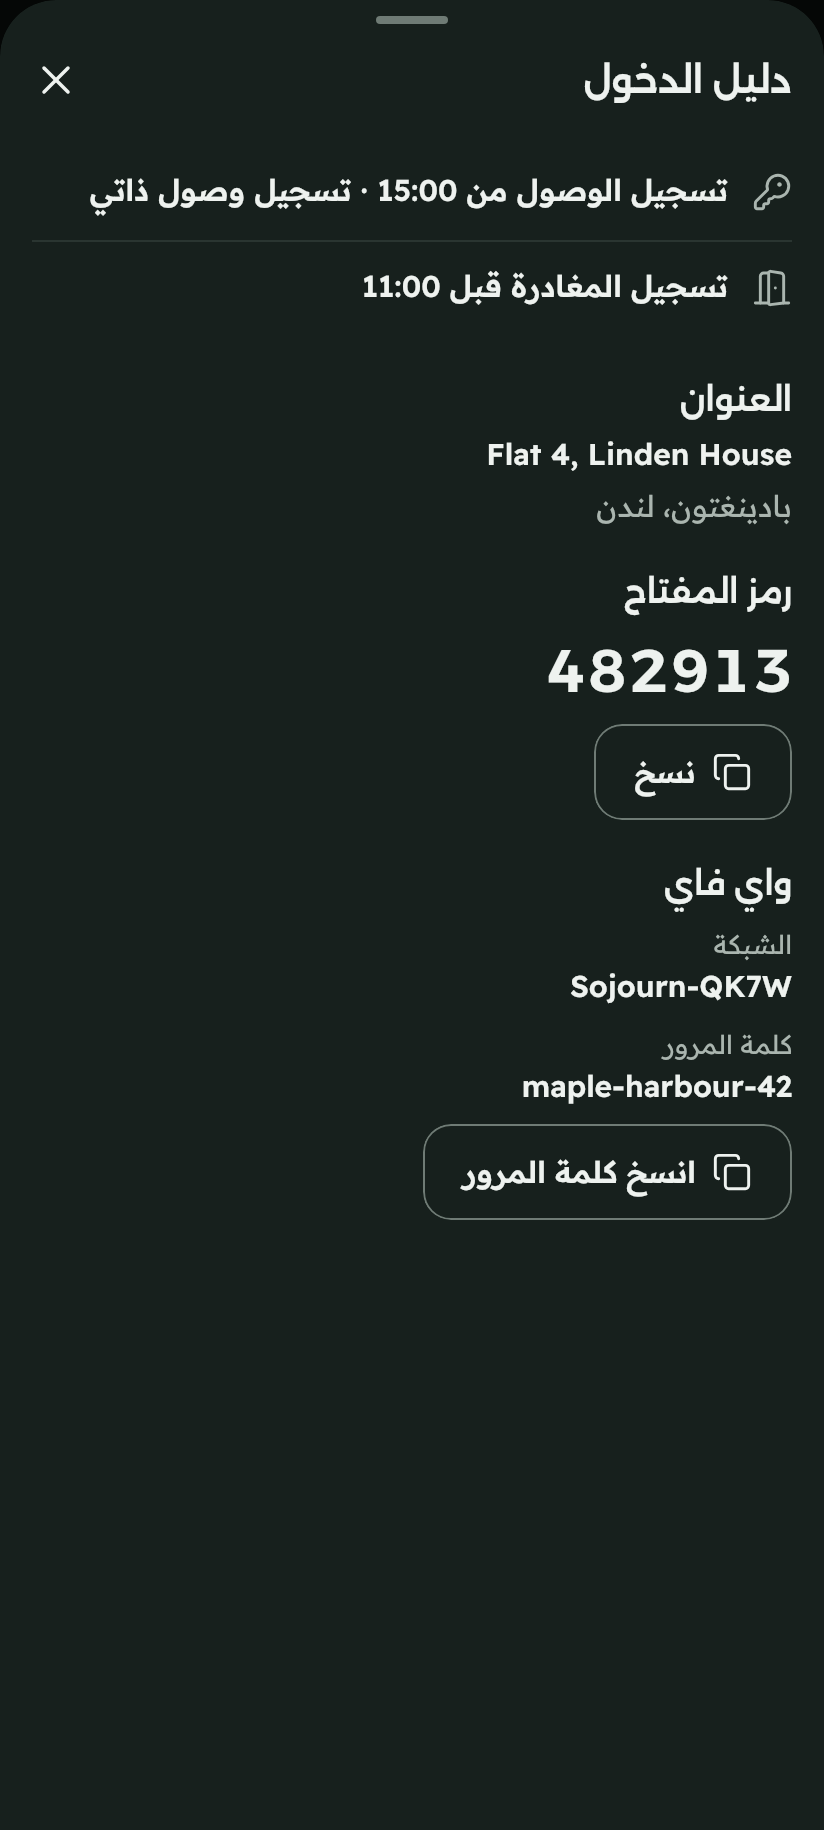 دليل الدخول
تسجيل الوصول من 15:00 · تسجيل وصول ذاتي
تسجيل المغادرة قبل 11:00
العنوان
Flat 4, Linden House
بادينغتون، لندن
رمز المفتاح
482913
نسخ
واي فاي
الشبكة
Sojourn-QK7W
كلمة المرور
maple-harbour-42
انسخ كلمة المرور